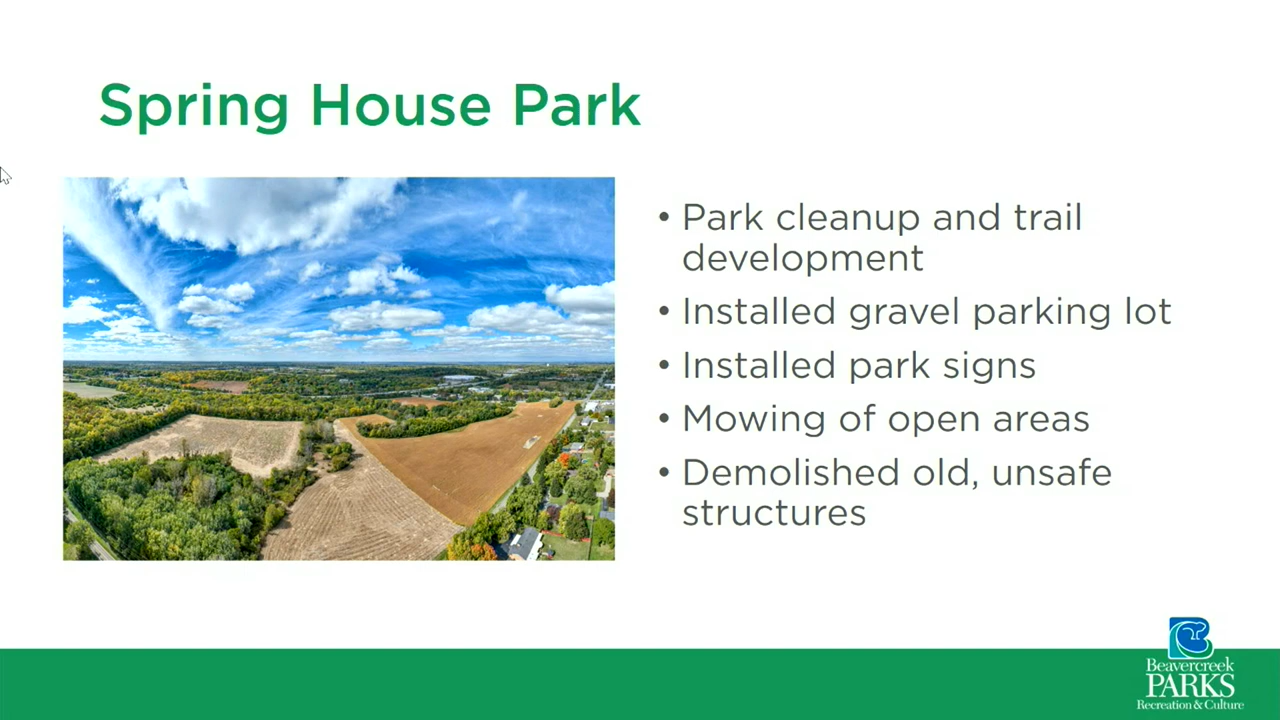 Spring House Park
• Park cleanup and trail
development
• Installed gravel parking lot
• Installed park signs
• Mowing of open areas
• Demolished old, unsafe
structures
Beavercreek
PARKS
Recreation & Culture